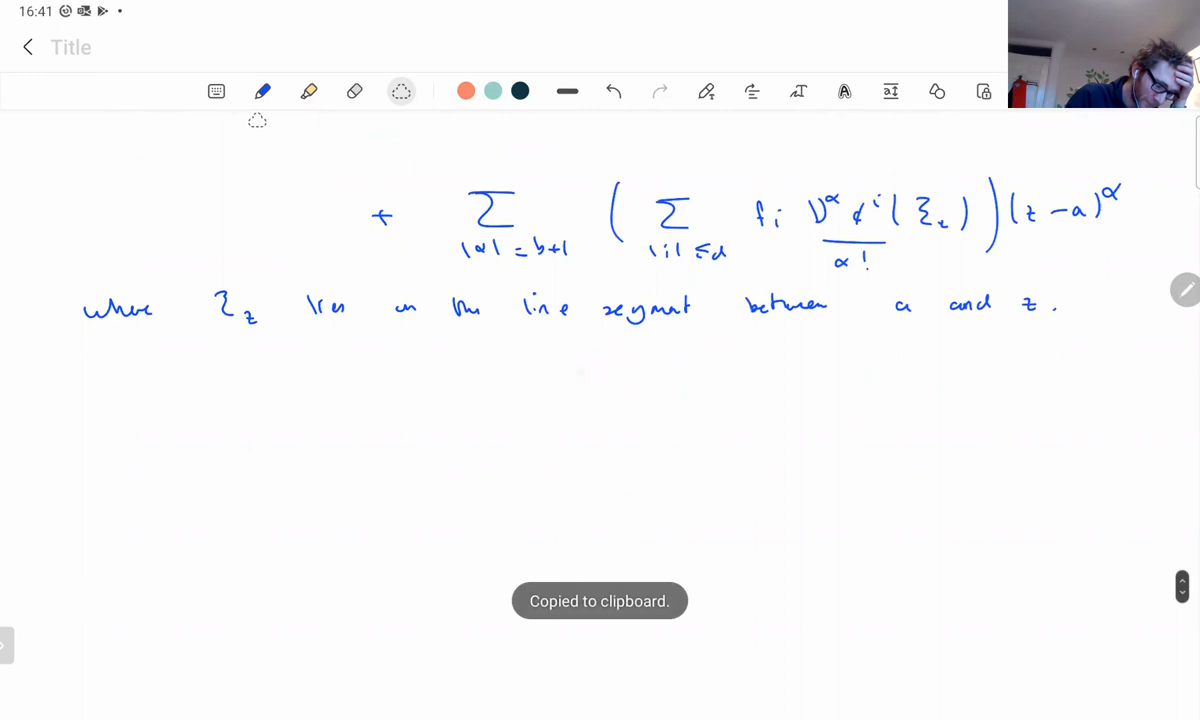 16:41
Title
+ Σ_{|α| = b+1} ( Σ_{|i| ≤ d} f_i D^α φ^i (ξ_z) / α! ) (z - a)^α
where ξ_z lies on the line segment between a and z.
Copied to clipboard.